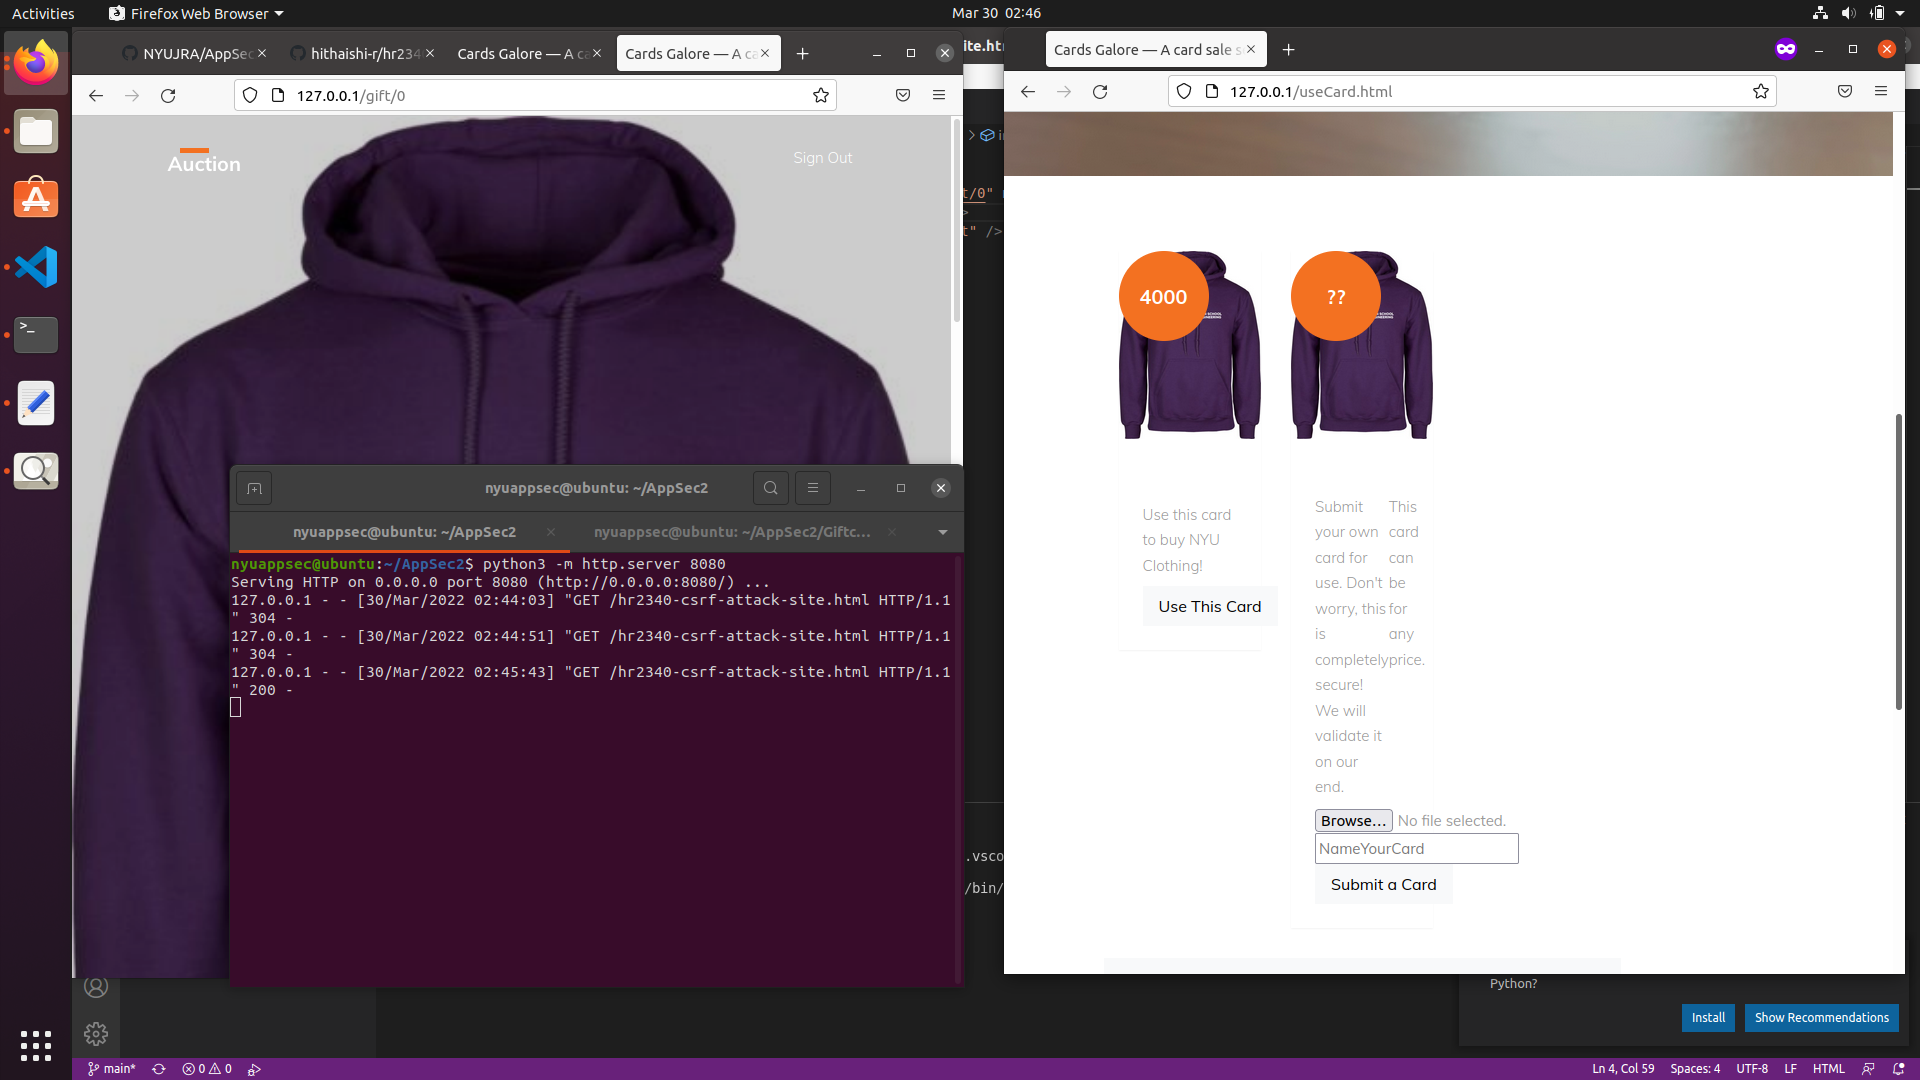 Activities
Firefox Web Browser
Mar 30 02:46
NYUJRA/AppSec
hithaishi-r/hr234
Cards Galore — A ca
Cards Galore — A ca
127.0.0.1/gift/0
Auction
Sign Out
nyuappsec@ubuntu: ~/AppSec2
nyuappsec@ubuntu: ~/AppSec2
nyuappsec@ubuntu: ~/AppSec2/Giftc...
nyuappsec@ubuntu:~/AppSec2$ python3 -m http.server 8080
Serving HTTP on 0.0.0.0 port 8080 (http://0.0.0.0:8080/) ...
127.0.0.1 - - [30/Mar/2022 02:44:03] "GET /hr2340-csrf-attack-site.html HTTP/1.1
" 304 -
127.0.0.1 - - [30/Mar/2022 02:44:51] "GET /hr2340-csrf-attack-site.html HTTP/1.1
" 304 -
127.0.0.1 - - [30/Mar/2022 02:45:43] "GET /hr2340-csrf-attack-site.html HTTP/1.1
" 200 -
ite.ht
t/0"
>
t" />
.vsco
/bin/
Cards Galore — A card sale s
127.0.0.1/useCard.html
4000
Use this card
to buy NYU
Clothing!
Use This Card
??
Submit
your own
card for
use. Don't
worry, this
is
completely
secure!
We will
validate it
on our
end.
This
card
can
be
for
any
price.
Browse...
No file selected.
NameYourCard
Submit a Card
Python?
Install
Show Recommendations
main*
0
0
Ln 4, Col 59
Spaces: 4
UTF-8
LF
HTML